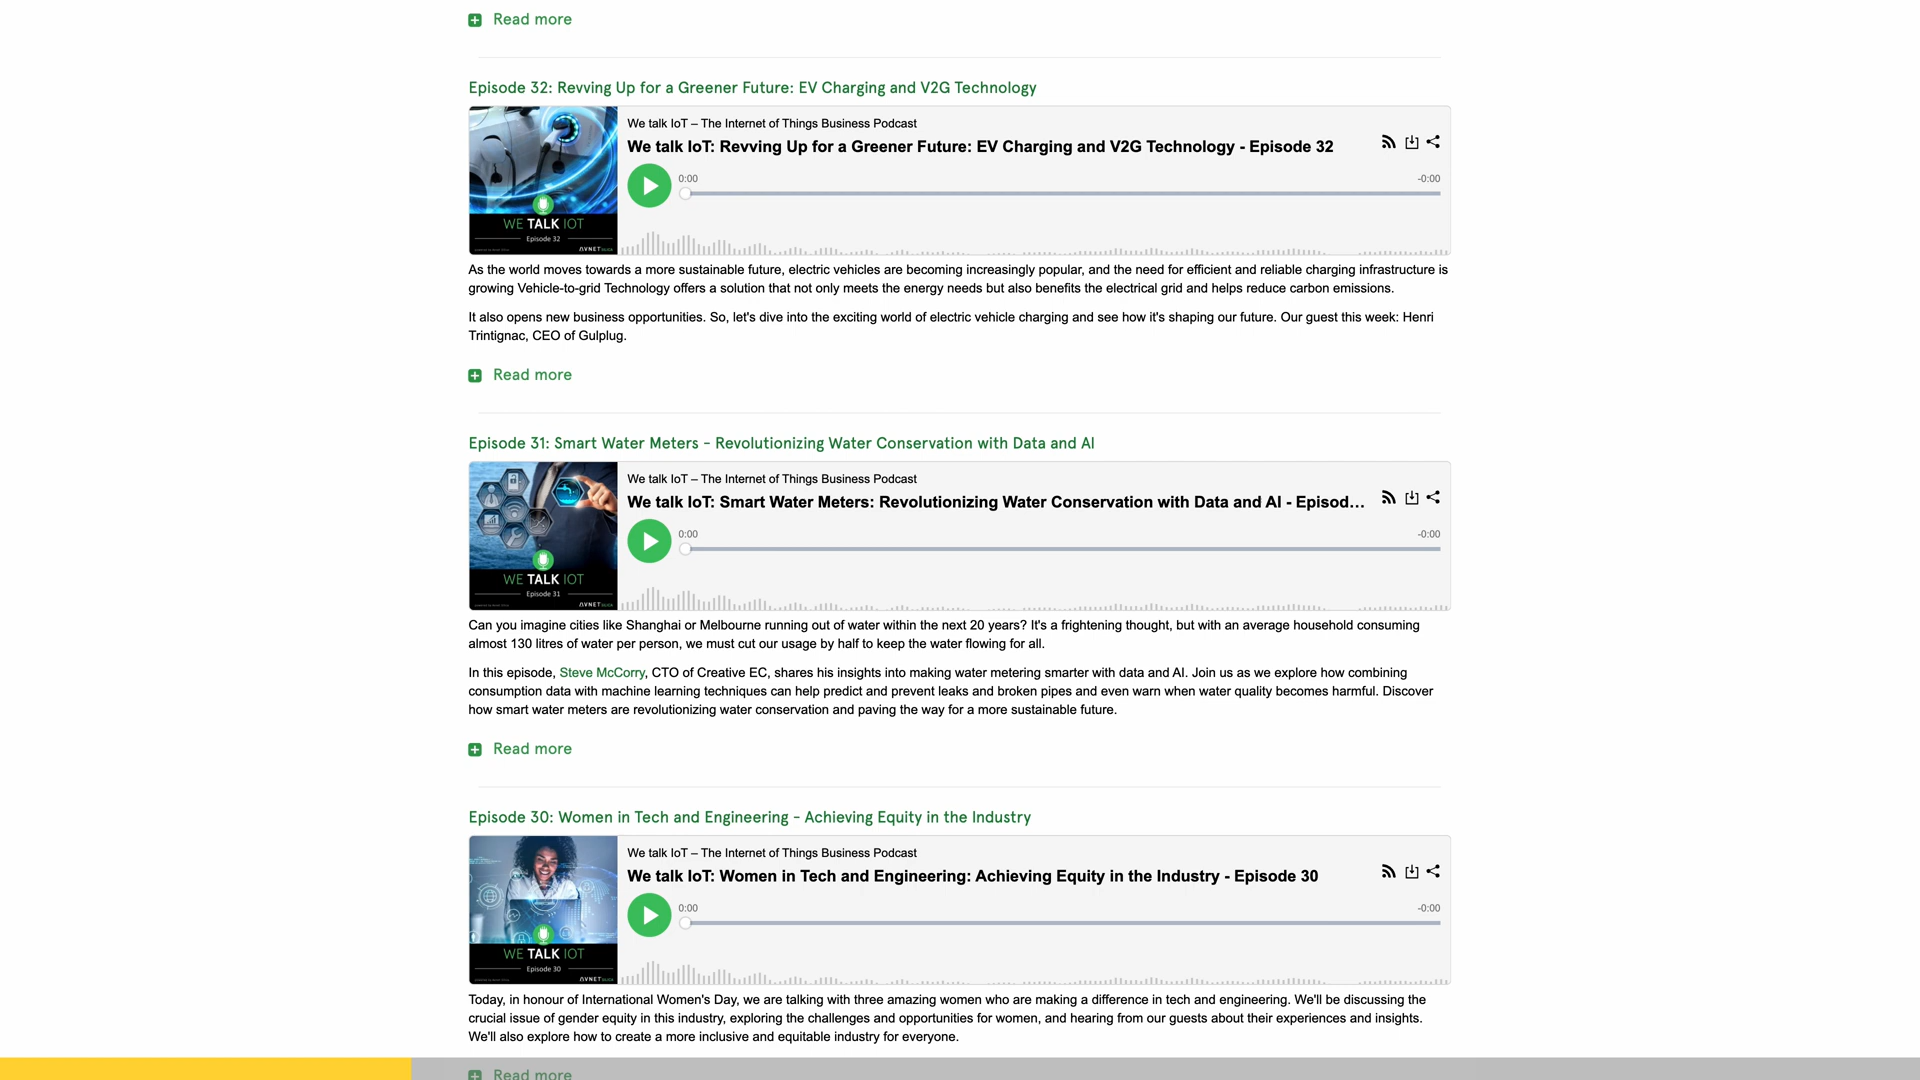 Read more
Episode 32: Revving Up for a Greener Future: EV Charging and V2G Technology
We talk IoT – The Internet of Things Business Podcast
We talk IoT: Revving Up for a Greener Future: EV Charging and V2G Technology - Episode 32
0:00
-0:00
WE TALK IOT
Episode 32
AVNET SILICA
As the world moves towards a more sustainable future, electric vehicles are becoming increasingly popular, and the need for efficient and reliable charging infrastructure is
growing Vehicle-to-grid Technology offers a solution that not only meets the energy needs but also benefits the electrical grid and helps reduce carbon emissions.
It also opens new business opportunities. So, let's dive into the exciting world of electric vehicle charging and see how it's shaping our future. Our guest this week: Henri
Trintignac, CEO of Gulplug.
Read more
Episode 31: Smart Water Meters - Revolutionizing Water Conservation with Data and AI
We talk IoT – The Internet of Things Business Podcast
We talk IoT: Smart Water Meters: Revolutionizing Water Conservation with Data and AI - Episod...
0:00
-0:00
WE TALK IOT
Episode 31
AVNET SILICA
Can you imagine cities like Shanghai or Melbourne running out of water within the next 20 years? It's a frightening thought, but with an average household consuming
almost 130 litres of water per person, we must cut our usage by half to keep the water flowing for all.
In this episode, Steve McCorry, CTO of Creative EC, shares his insights into making water metering smarter with data and AI. Join us as we explore how combining
consumption data with machine learning techniques can help predict and prevent leaks and broken pipes and even warn when water quality becomes harmful. Discover
how smart water meters are revolutionizing water conservation and paving the way for a more sustainable future.
Read more
Episode 30: Women in Tech and Engineering - Achieving Equity in the Industry
We talk IoT – The Internet of Things Business Podcast
We talk IoT: Women in Tech and Engineering: Achieving Equity in the Industry - Episode 30
0:00
-0:00
WE TALK IOT
Episode 30
AVNET SILICA
Today, in honour of International Women's Day, we are talking with three amazing women who are making a difference in tech and engineering. We'll be discussing the
crucial issue of gender equity in this industry, exploring the challenges and opportunities for women, and hearing from our guests about their experiences and insights.
We'll also explore how to create a more inclusive and equitable industry for everyone.
Read more